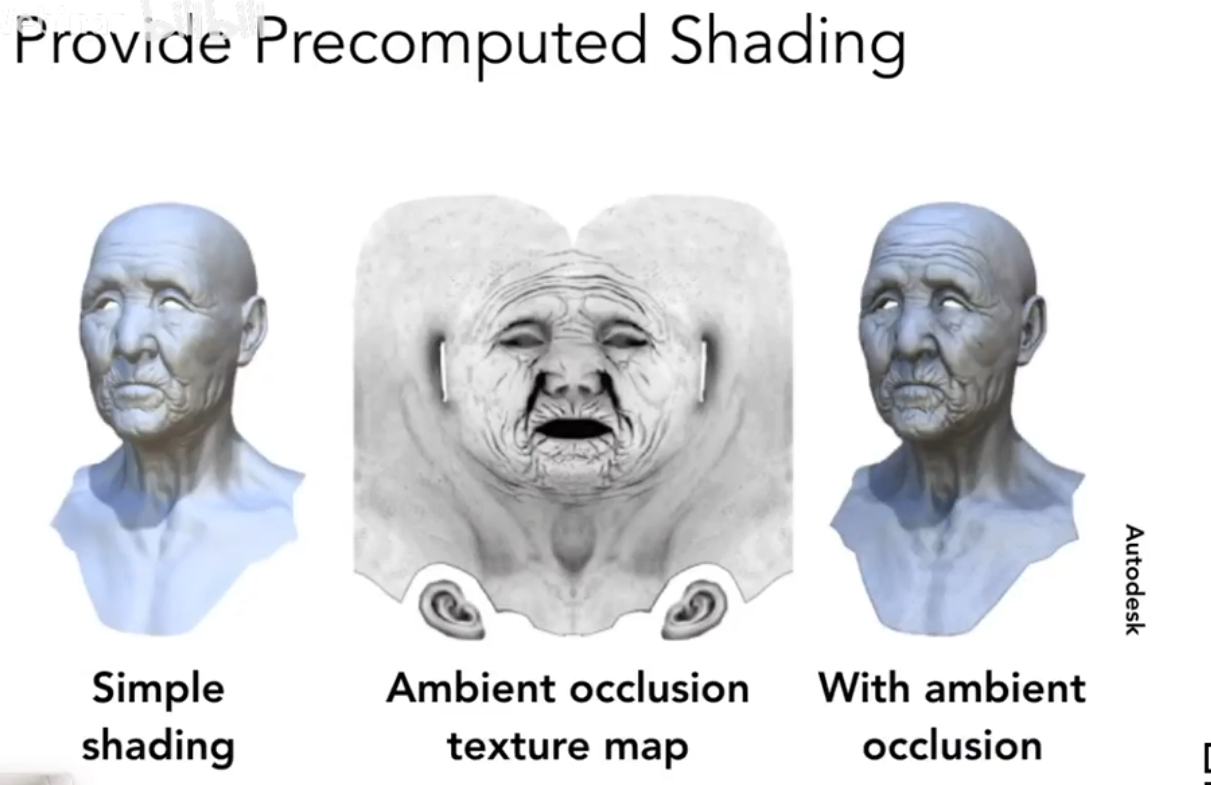 Provide Precomputed Shading
Autodesk
Simple
shading
Ambient occlusion
texture map
With ambient
occlusion